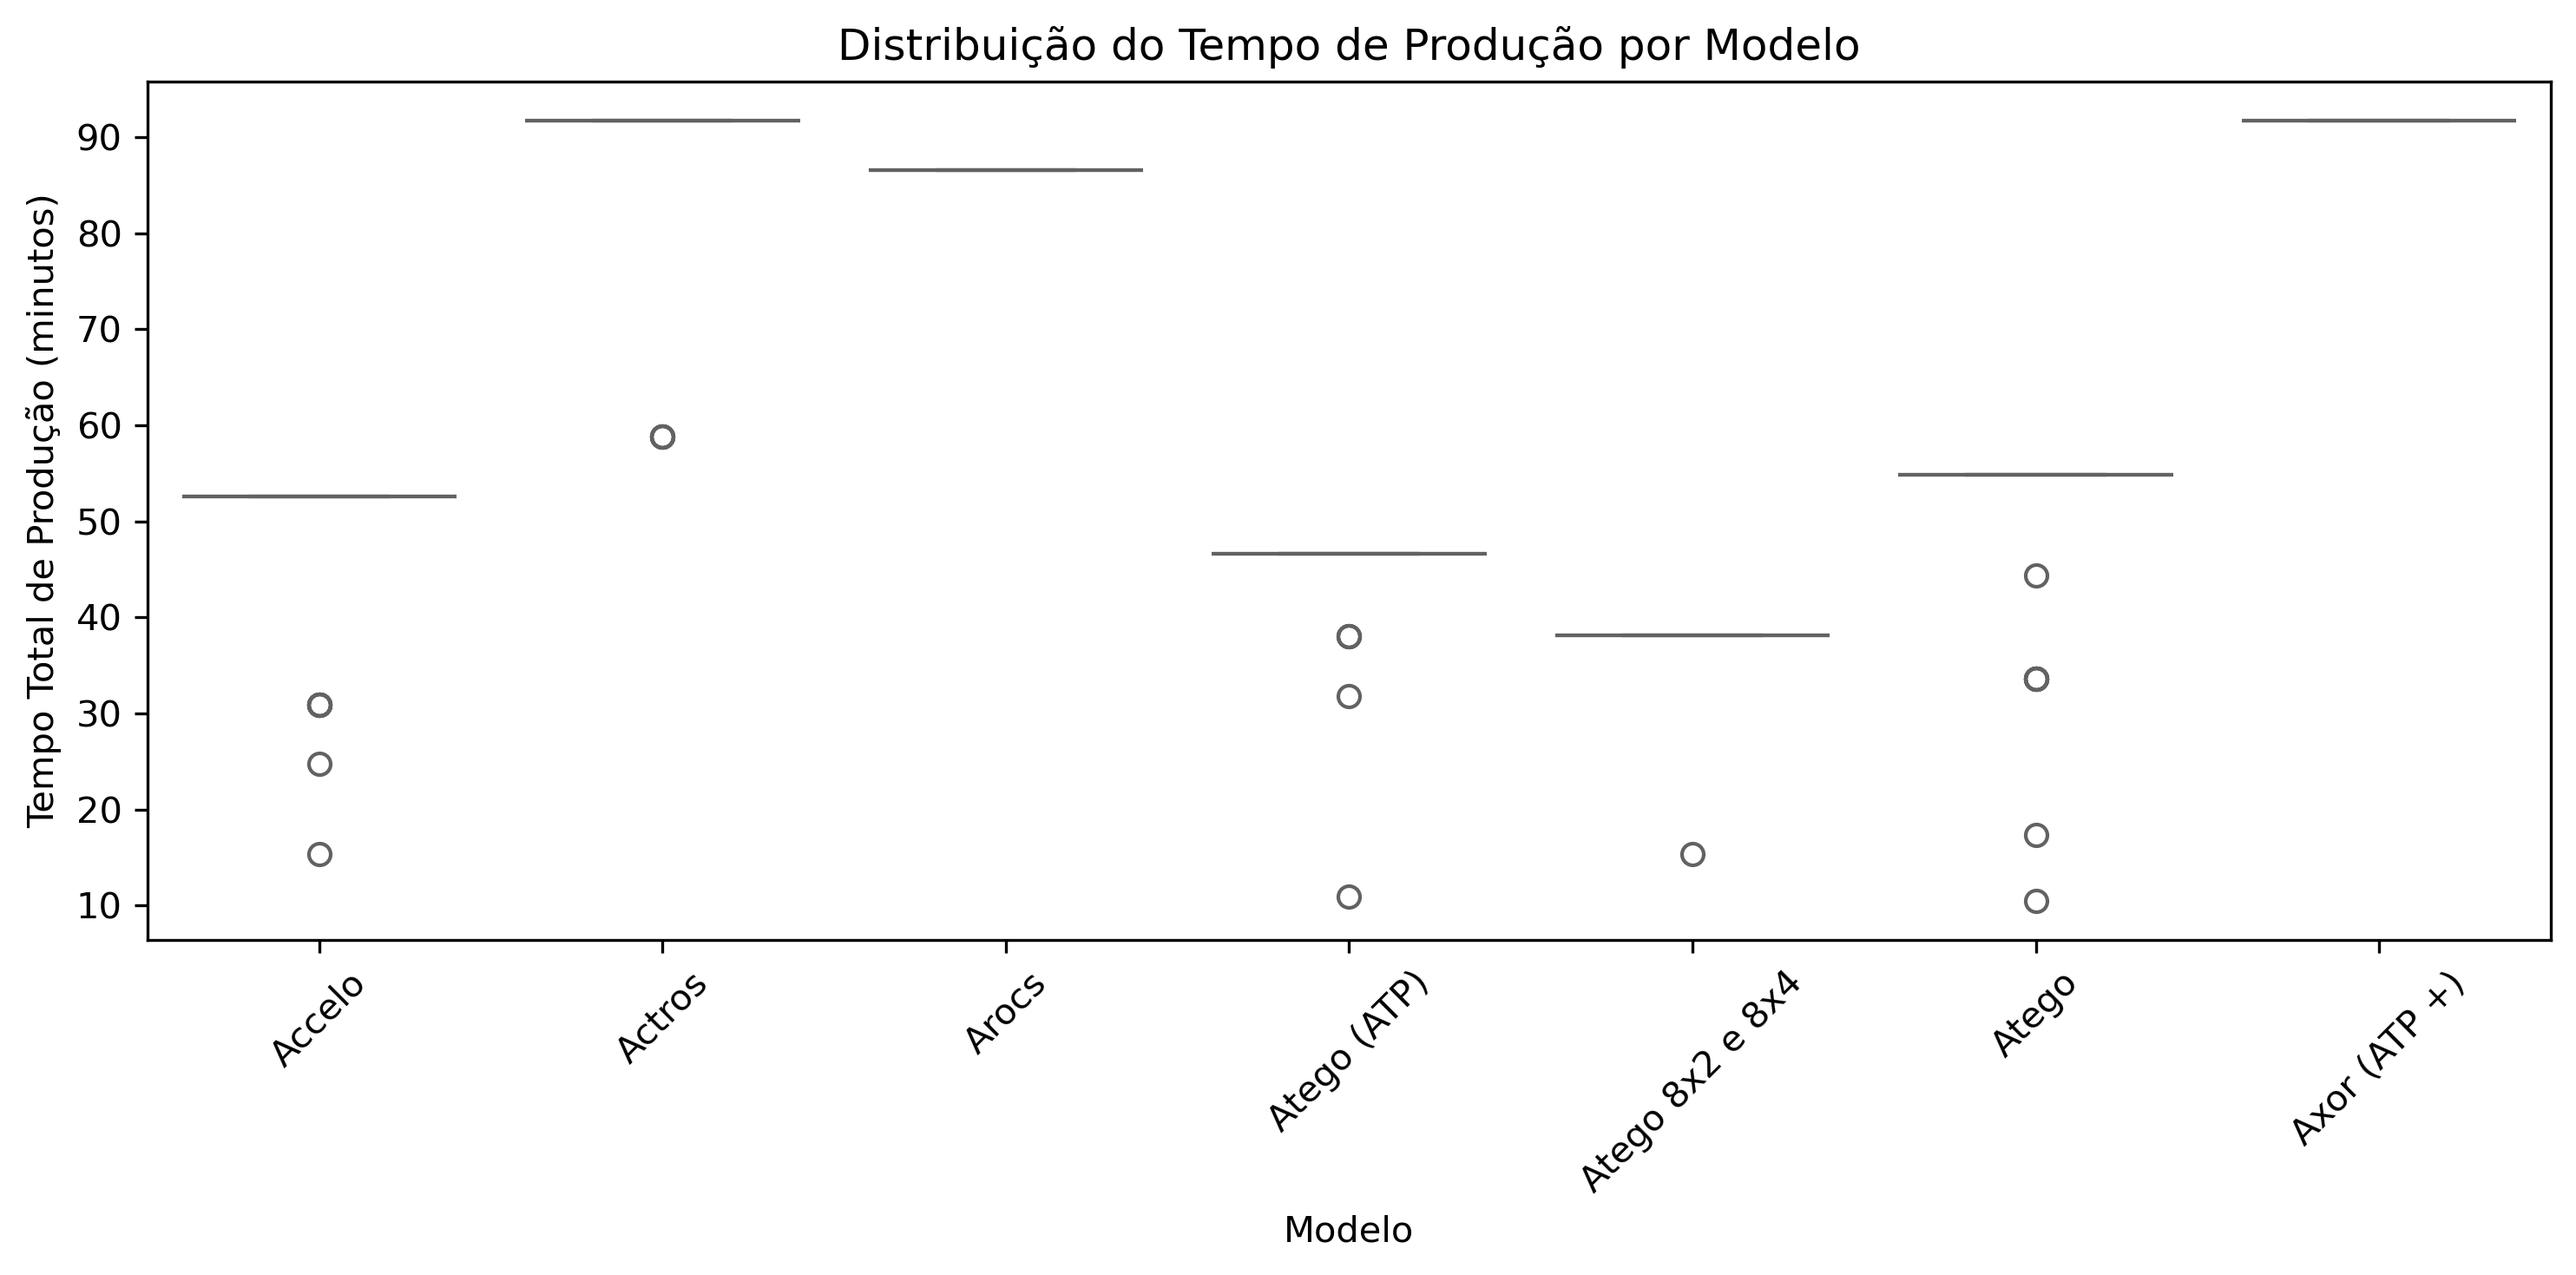 Distribuição do Tempo de Produção por Modelo
Tempo Total de Produção (minutos)
90
80
70
60
50
40
30
20
10
Accelo
Actros
Arocs
Atego (ATP)
Atego 8x2 e 8x4
Atego
Axor (ATP +)
Modelo